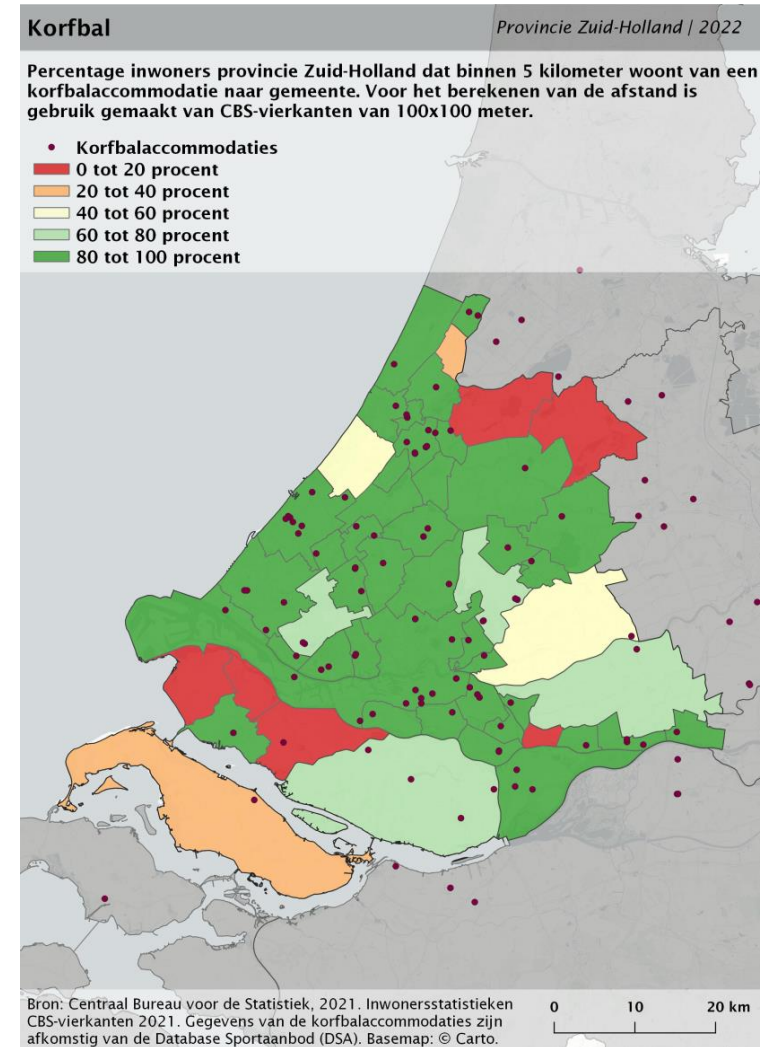 Korfbal
Provincie Zuid-Holland | 2022
Percentage inwoners provincie Zuid-Holland dat binnen 5 kilometer woont van een
korfbalaccommodatie naar gemeente. Voor het berekenen van de afstand is
gebruik gemaakt van CBS-vierkanten van 100x100 meter.
Korfbalaccommodaties
0 tot 20 procent
20 tot 40 procent
40 tot 60 procent
60 tot 80 procent
80 tot 100 procent
Bron: Centraal Bureau voor de Statistiek, 2021. Inwonersstatistieken
CBS-vierkanten 2021. Gegevens van de korfbalaccommodaties zijn
afkomstig van de Database Sportaanbod (DSA). Basemap: © Carto.
0 10 20 km